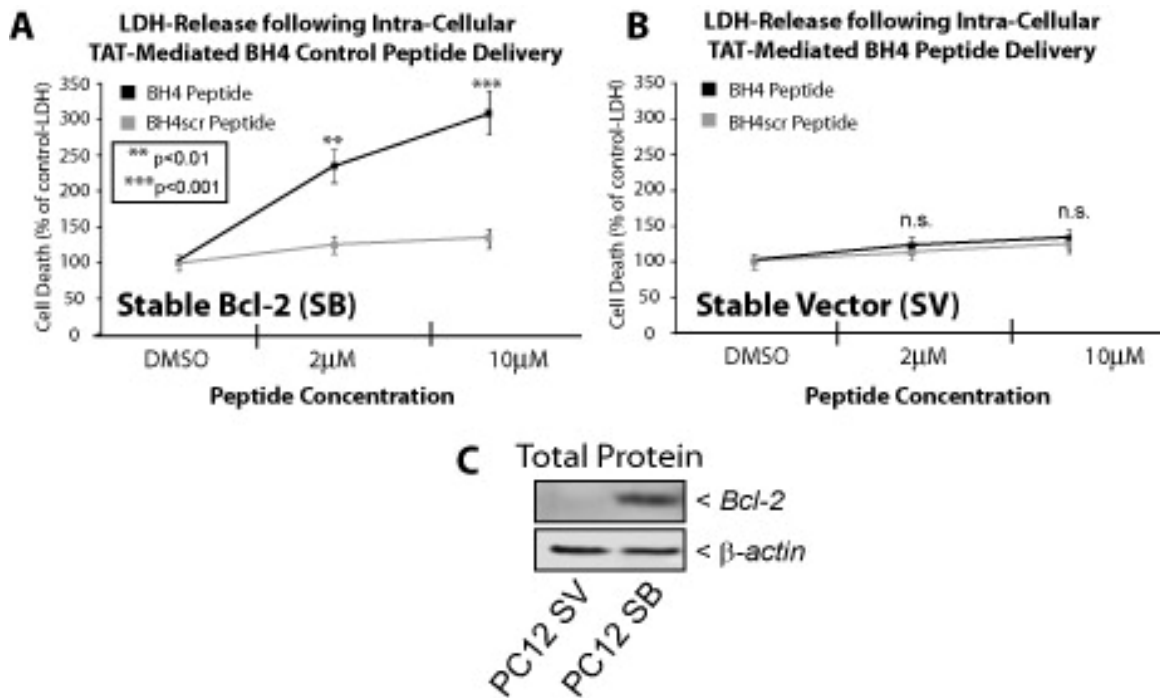 A
LDH-Release following Intra-Cellular
TAT-Mediated BH4 Control Peptide Delivery
Cell Death (% of control-LDH)
350
300
250
200
150
100
50
0
BH4 Peptide
BH4scr Peptide
** p<0.01
***p<0.001
**
***
Stable Bcl-2 (SB)
DMSO
2µM
10µM
Peptide Concentration
B
LDH-Release following Intra-Cellular
TAT-Mediated BH4 Peptide Delivery
Cell Death (% of control-LDH)
350
300
250
200
150
100
50
0
BH4 Peptide
BH4scr Peptide
n.s.
n.s.
Stable Vector (SV)
DMSO
2µM
10µM
Peptide Concentration
C
Total Protein
< Bcl-2
< β-actin
PC12 SV
PC12 SB